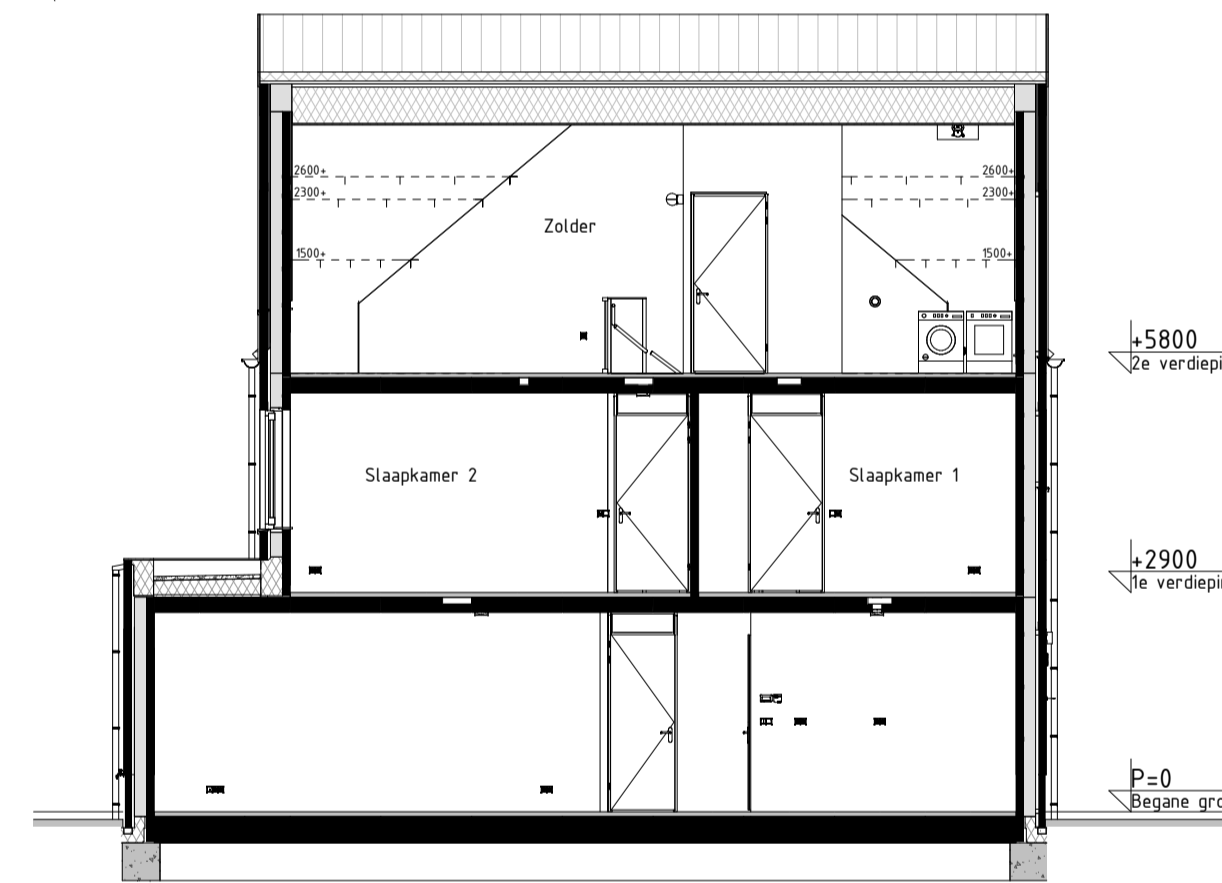 2600+
2600+
2300+
2300+
Zolder
1500+
1500+
+5800
2e verdiepi
Slaapkamer 2
Slaapkamer 1
+2900
1e verdiepi
P=0
Begane gro